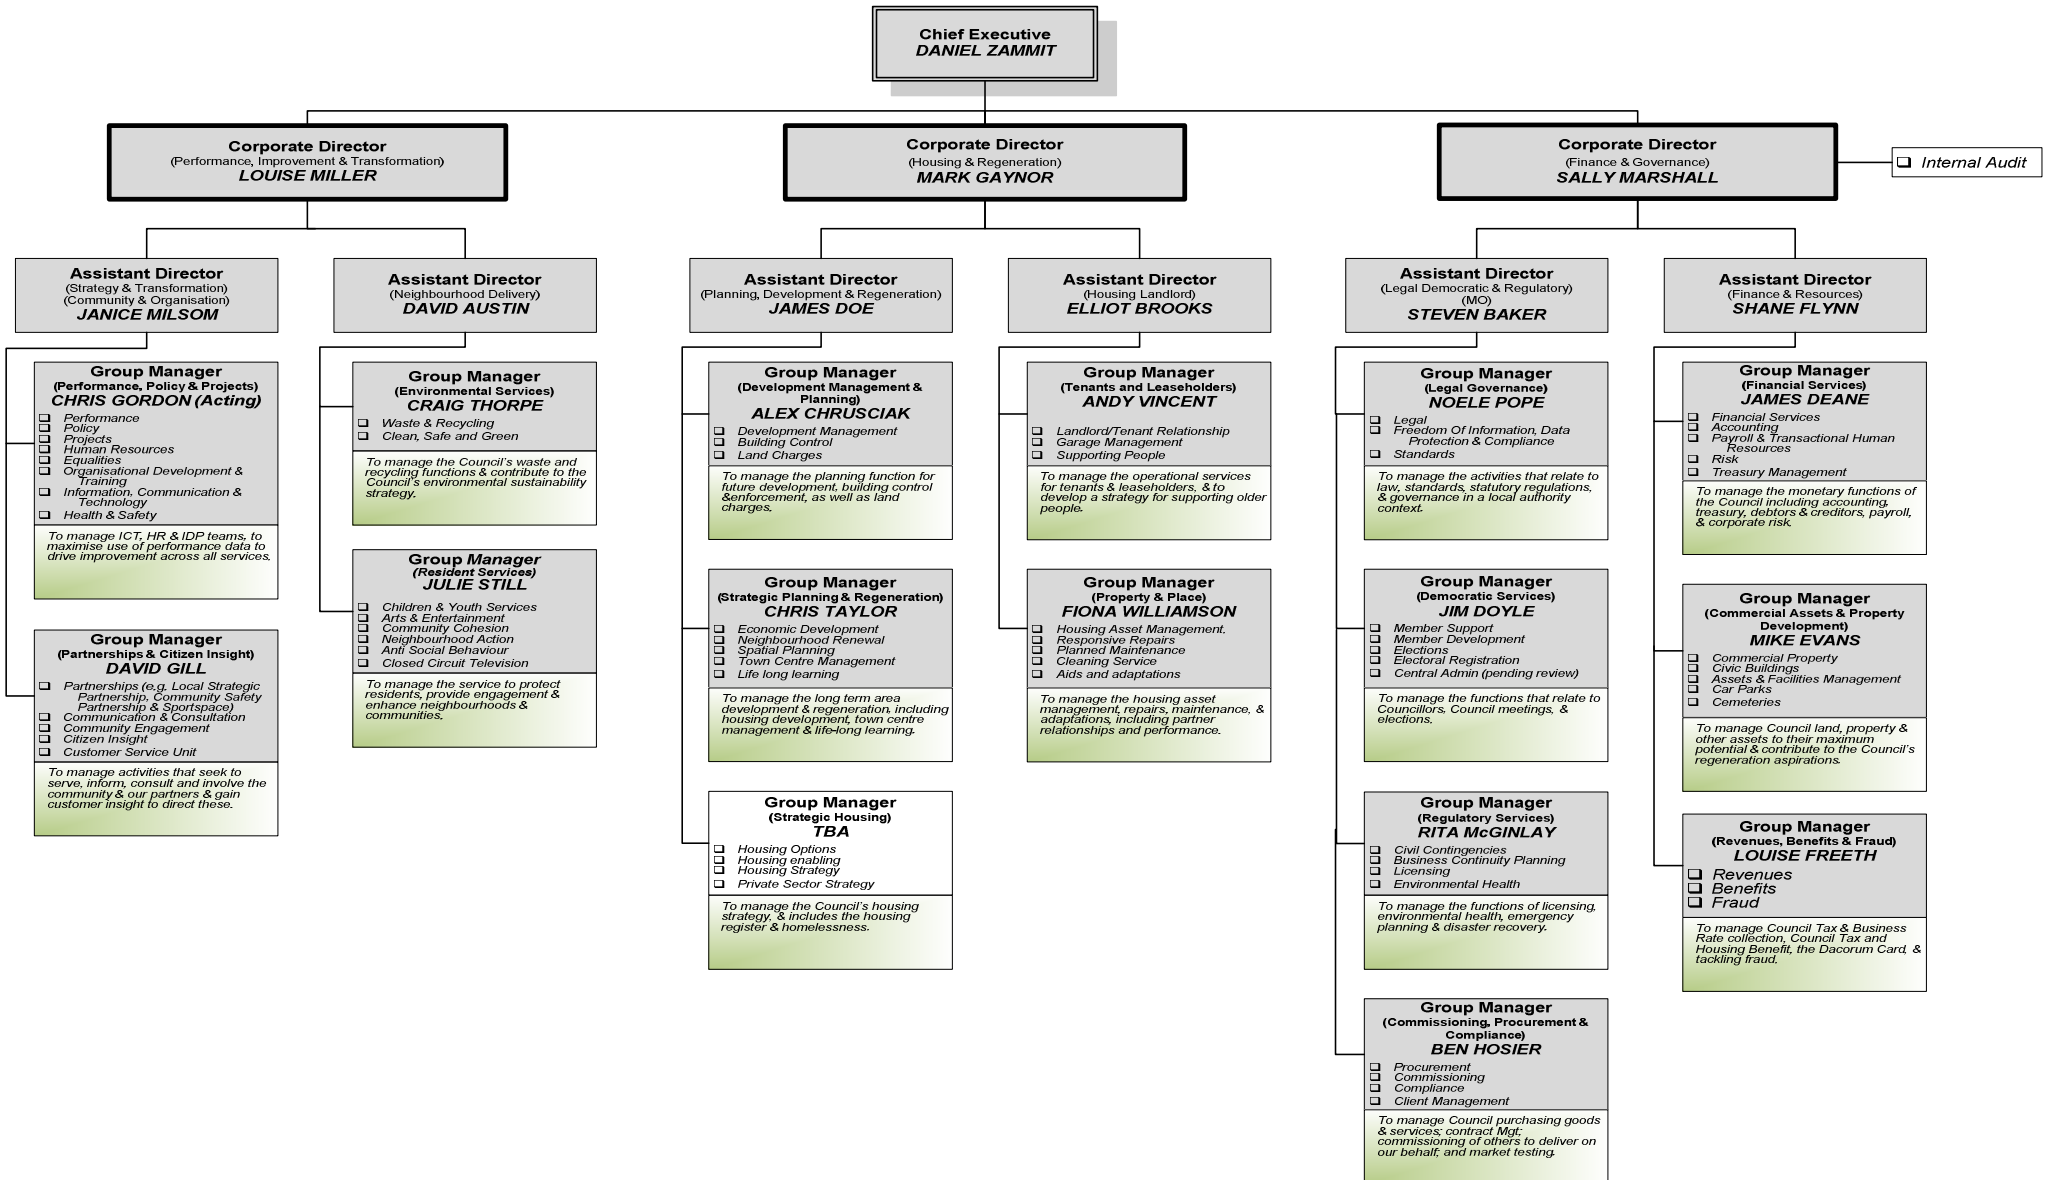 Chief Executive
DANIEL ZAMMIT
Corporate Director
(Performance, Improvement & Transformation)
LOUISE MILLER
Corporate Director
(Housing & Regeneration)
MARK GAYNOR
Corporate Director
(Finance & Governance)
SALLY MARSHALL
❑ Internal Audit
Assistant Director
(Strategy & Transformation)
(Community & Organisation)
JANICE MILSOM
Group Manager
(Performance, Policy & Projects)
CHRIS GORDON (Acting)
❑ Performance
❑ Policy
❑ Projects
❑ Human Resources
❑ Equalities
❑ Organisational Development &
Training
❑ Information, Communication &
Technology
❑ Health & Safety
To manage ICT, HR & IDP teams, to
maximise use of performance data to
drive improvement across all services.
Group Manager
(Partnerships & Citizen Insight)
DAVID GILL
❑ Partnerships (e.g. Local Strategic
Partnership, Community Safety
Partnership & Sportspace)
❑ Communication & Consultation
❑ Community Engagement
❑ Citizen Insight
❑ Customer Service Unit
To manage activities that seek to
serve, inform, consult and involve the
community & our partners & gain
customer insight to direct these.
Assistant Director
(Neighbourhood Delivery)
DAVID AUSTIN
Group Manager
(Environmental Services)
CRAIG THORPE
❑ Waste & Recycling
❑ Clean, Safe and Green
To manage the Council's waste and
recycling functions & contribute to the
Council's environmental sustainability
strategy.
Group Manager
(Resident Services)
JULIE STILL
❑ Children & Youth Services
❑ Arts & Entertainment
❑ Community Cohesion
❑ Neighbourhood Action
❑ Anti Social Behaviour
❑ Closed Circuit Television
To manage the service to protect
residents, provide engagement &
enhance neighbourhoods &
communities.
Assistant Director
(Planning, Development & Regeneration)
JAMES DOE
Group Manager
(Development Management &
Planning)
ALEX CHRUSCIAK
❑ Development Management
❑ Building Control
❑ Land Charges
To manage the planning function for
future development, building control
&enforcement, as well as land
charges.
Group Manager
(Strategic Planning & Regeneration)
CHRIS TAYLOR
❑ Economic Development
❑ Neighbourhood Renewal
❑ Spatial Planning
❑ Town Centre Management
❑ Life long learning
To manage the long term area
development & regeneration, including
housing development, town centre
management & life-long learning.
Group Manager
(Strategic Housing)
TBA
❑ Housing Options
❑ Housing enabling
❑ Housing Strategy
❑ Private Sector Strategy
To manage the Council's housing
strategy, & includes the housing
register & homelessness.
Assistant Director
(Housing Landlord)
ELLIOT BROOKS
Group Manager
(Tenants and Leaseholders)
ANDY VINCENT
❑ Landlord/Tenant Relationship
❑ Garage Management
❑ Supporting People
To manage the operational services
for tenants & leaseholders, & to
develop a strategy for supporting older
people.
Group Manager
(Property & Place)
FIONA WILLIAMSON
❑ Housing Asset Management.
❑ Responsive Repairs
❑ Planned Maintenance
❑ Cleaning Service
❑ Aids and adaptations
To manage the housing asset
management, repairs, maintenance, &
adaptations, including partner
relationships and performance.
Assistant Director
(Legal Democratic & Regulatory)
(MO)
STEVEN BAKER
Group Manager
(Legal Governance)
NOELE POPE
❑ Legal
❑ Freedom Of Information, Data
Protection & Compliance
❑ Standards
To manage the activities that relate to
law, standards, statutory regulations,
& governance in a local authority
context.
Group Manager
(Democratic Services)
JIM DOYLE
❑ Member Support
❑ Member Development
❑ Elections
❑ Electoral Registration
❑ Central Admin (pending review)
To manage the functions that relate to
Councillors, Council meetings, &
elections.
Group Manager
(Regulatory Services)
RITA McGINLAY
❑ Civil Contingencies
❑ Business Continuity Planning
❑ Licensing
❑ Environmental Health
To manage the functions of licensing,
environmental health, emergency
planning & disaster recovery.
Group Manager
(Commissioning, Procurement &
Compliance)
BEN HOSIER
❑ Procurement
❑ Commissioning
❑ Compliance
❑ Client Management
To manage Council purchasing goods
& services; contract Mgt;
commissioning of others to deliver on
our behalf; and market testing.
Assistant Director
(Finance & Resources)
SHANE FLYNN
Group Manager
(Financial Services)
JAMES DEANE
❑ Financial Services
❑ Accounting
❑ Payroll & Transactional Human
Resources
❑ Risk
❑ Treasury Management
To manage the monetary functions of
the Council including accounting,
treasury, debtors & creditors, payroll,
& corporate risk.
Group Manager
(Commercial Assets & Property
Development)
MIKE EVANS
❑ Commercial Property
❑ Civic Buildings
❑ Assets & Facilities Management
❑ Car Parks
❑ Cemeteries
To manage Council land, property &
other assets to their maximum
potential & contribute to the Council's
regeneration aspirations.
Group Manager
(Revenues, Benefits & Fraud)
LOUISE FREETH
❑ Revenues
❑ Benefits
❑ Fraud
To manage Council Tax & Business
Rate collection, Council Tax and
Housing Benefit, the Dacorum Card, &
tackling fraud.